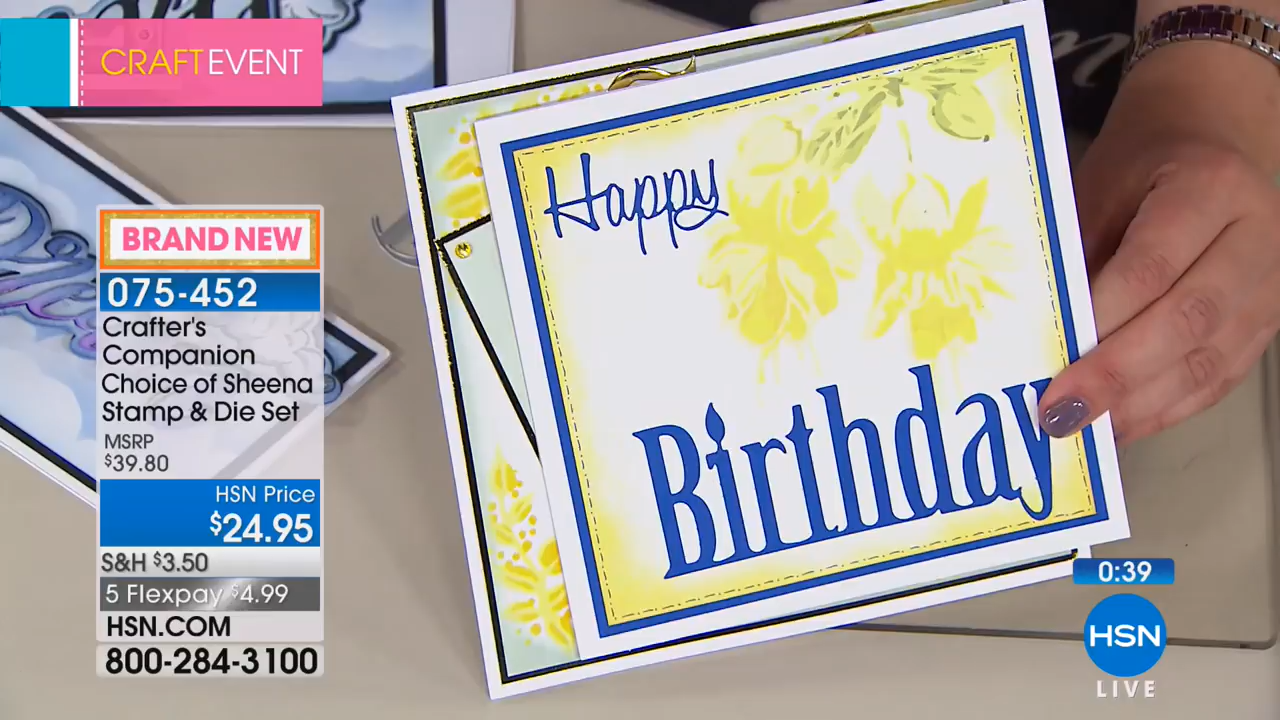 CRAFT EVENT
BRAND NEW
075-452
Crafter's
Companion
Choice of Sheena
Stamp & Die Set
MSRP
$39.80
HSN Price
$24.95
S&H $3.50
5 Flexpay $4.99
HSN.COM
800-284-3100
Happy
Birthday
0:39
HSN
LIVE